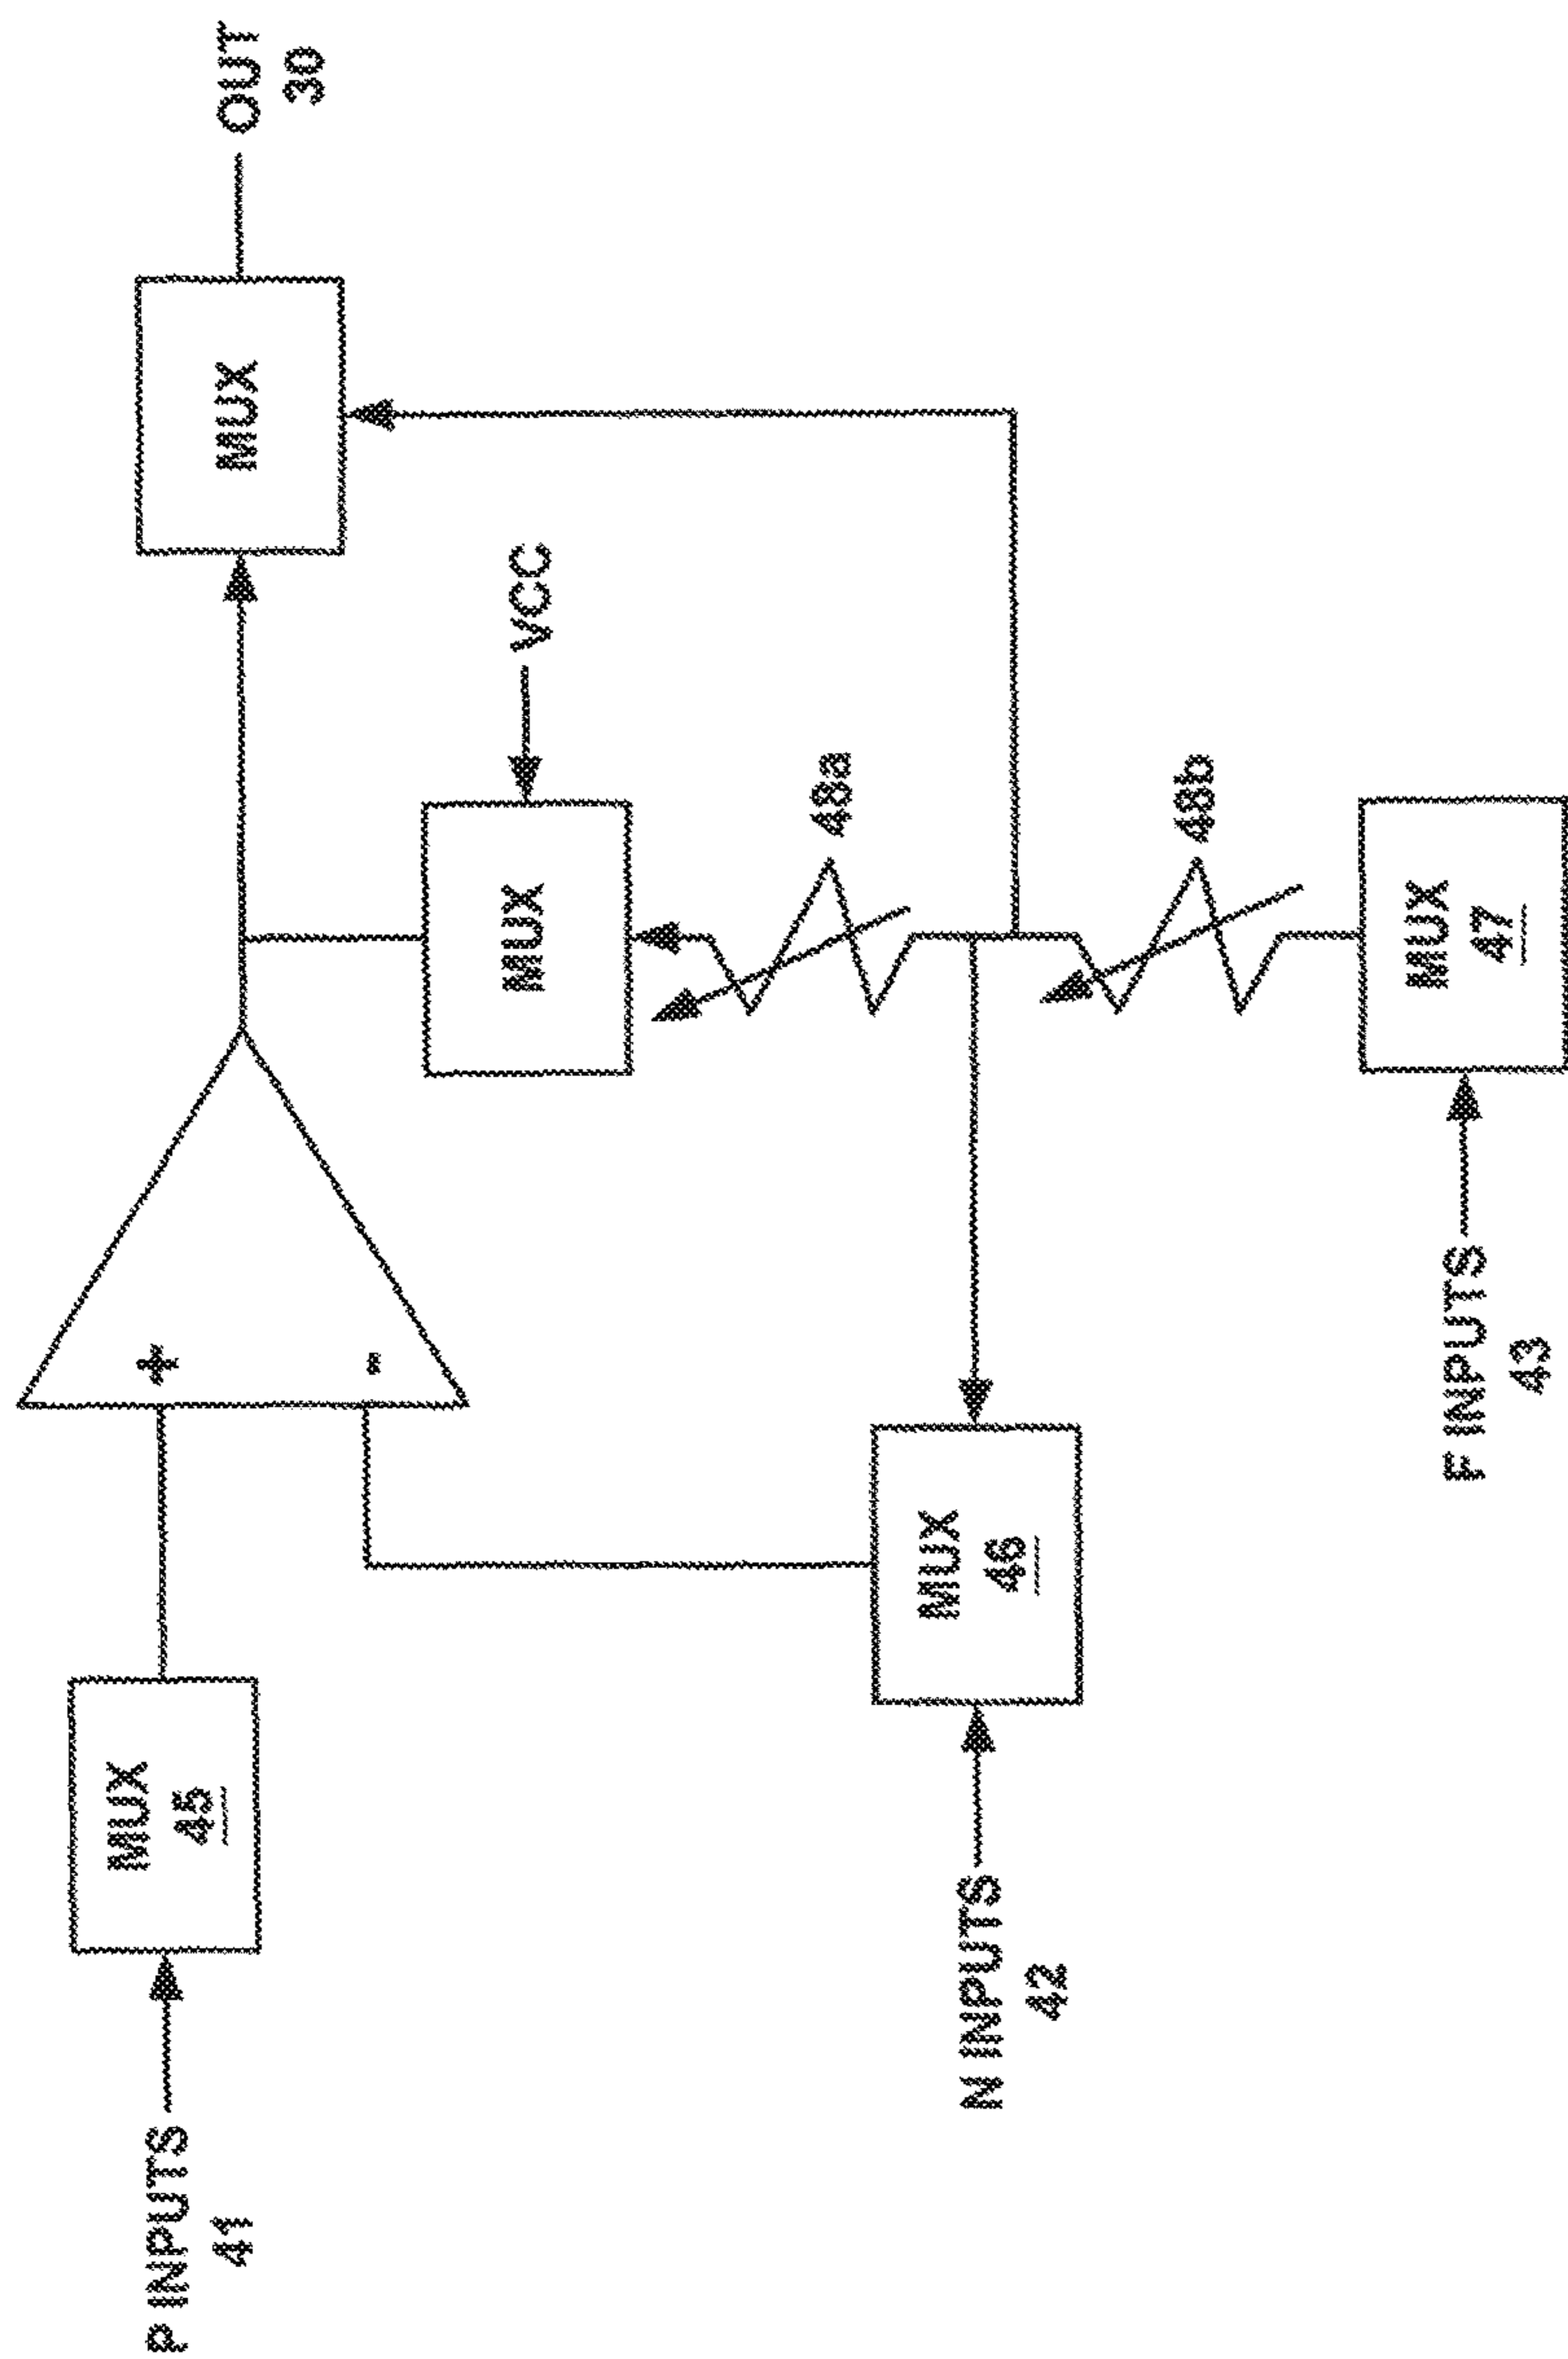 P INPUTS
41
MUX
45
+
-
MUX
OUT
30
MUX
VCC
48a
N INPUTS
42
MUX
46
48b
F INPUTS
43
MUX
47